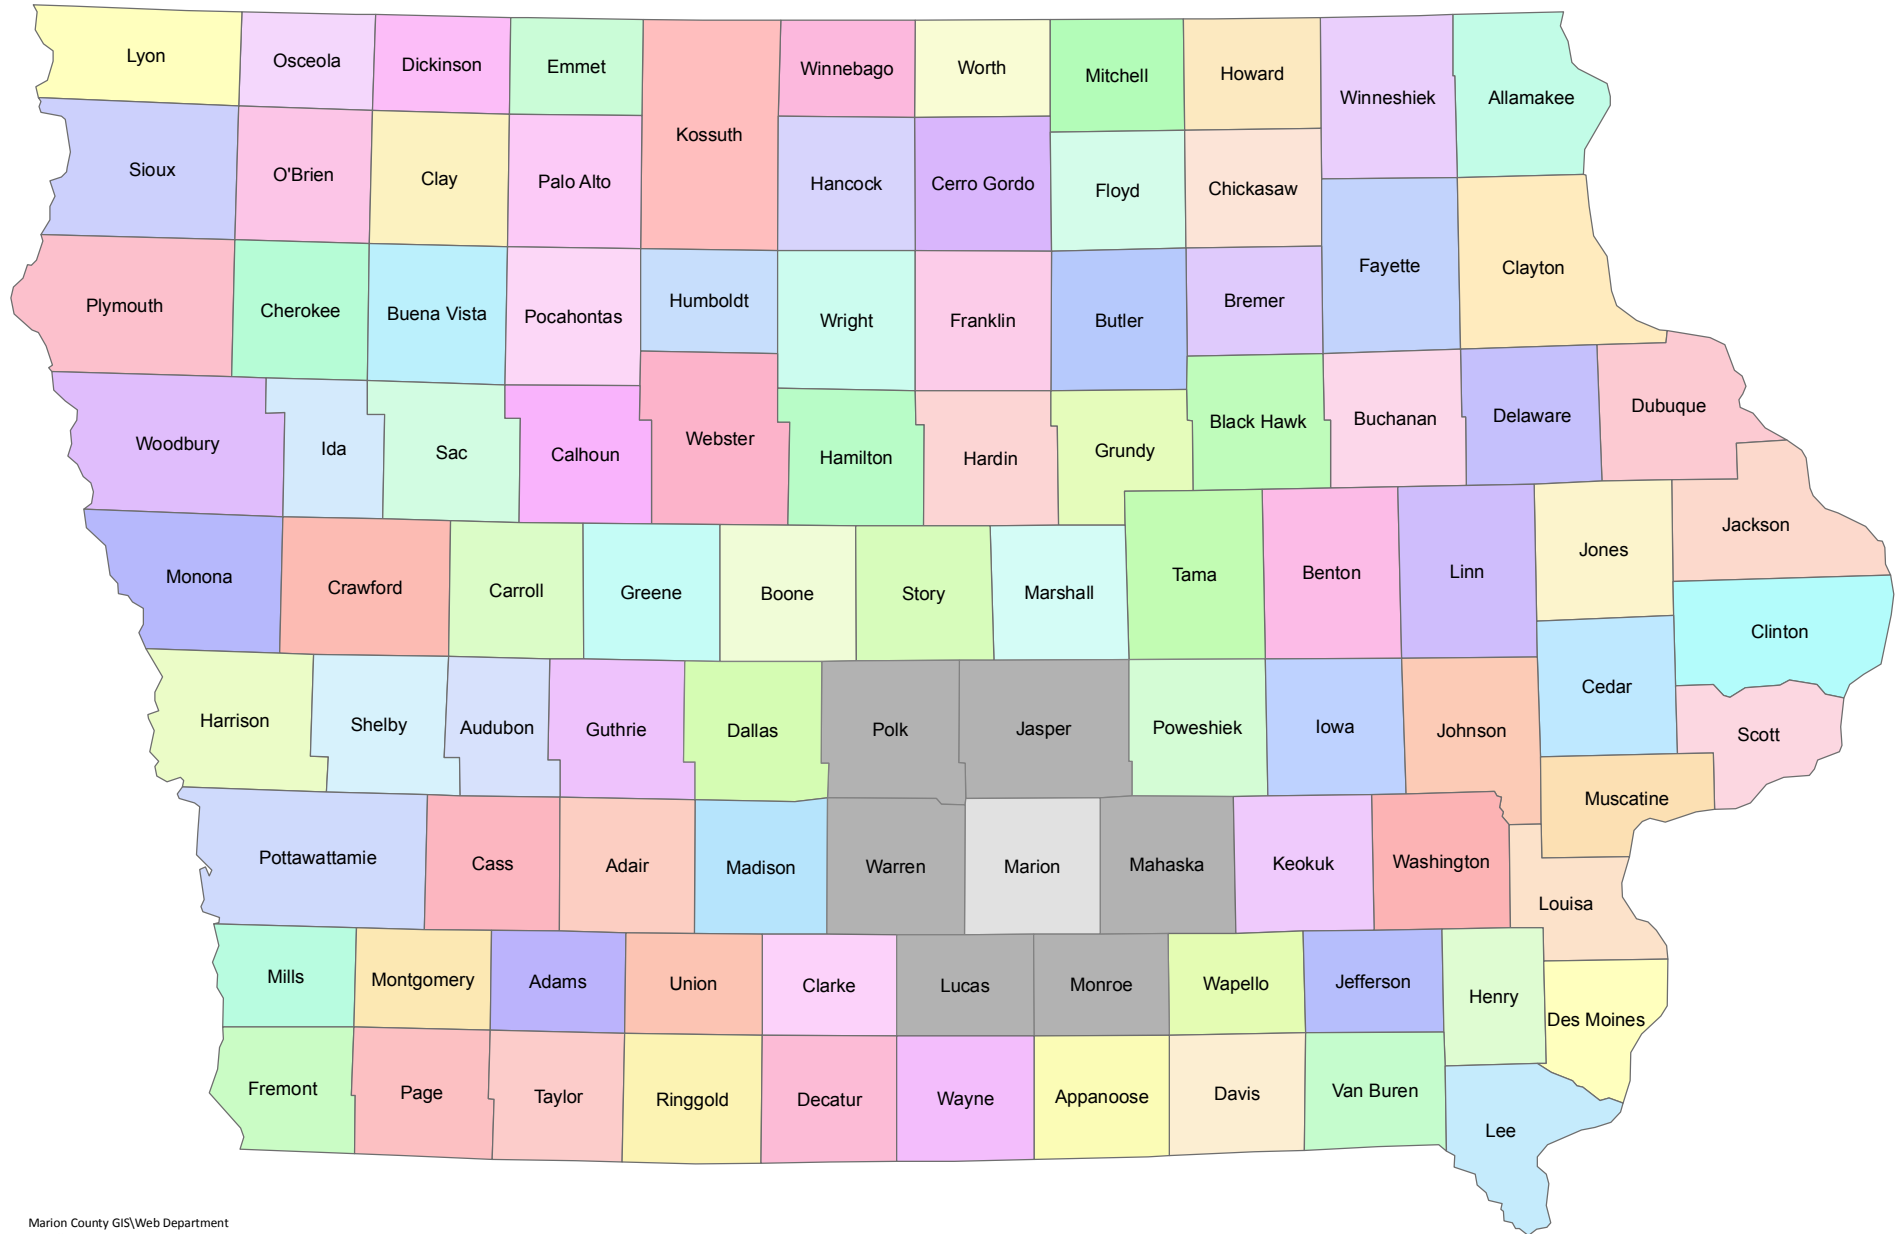 Lyon
Osceola
Dickinson
Emmet
Kossuth
Winnebago
Worth
Mitchell
Howard
Winneshiek
Allamakee
Sioux
O'Brien
Clay
Palo Alto
Hancock
Cerro Gordo
Floyd
Chickasaw
Fayette
Clayton
Plymouth
Cherokee
Buena Vista
Pocahontas
Humboldt
Wright
Franklin
Butler
Bremer
Woodbury
Ida
Sac
Calhoun
Webster
Hamilton
Hardin
Grundy
Black Hawk
Buchanan
Delaware
Dubuque
Monona
Crawford
Carroll
Greene
Boone
Story
Marshall
Tama
Benton
Linn
Jones
Jackson
Clinton
Harrison
Shelby
Audubon
Guthrie
Dallas
Polk
Jasper
Poweshiek
Iowa
Johnson
Cedar
Scott
Muscatine
Pottawattamie
Cass
Adair
Madison
Warren
Marion
Mahaska
Keokuk
Washington
Louisa
Mills
Montgomery
Adams
Union
Clarke
Lucas
Monroe
Wapello
Jefferson
Henry
Des Moines
Fremont
Page
Taylor
Ringgold
Decatur
Wayne
Appanoose
Davis
Van Buren
Lee
Marion County GIS\Web Department